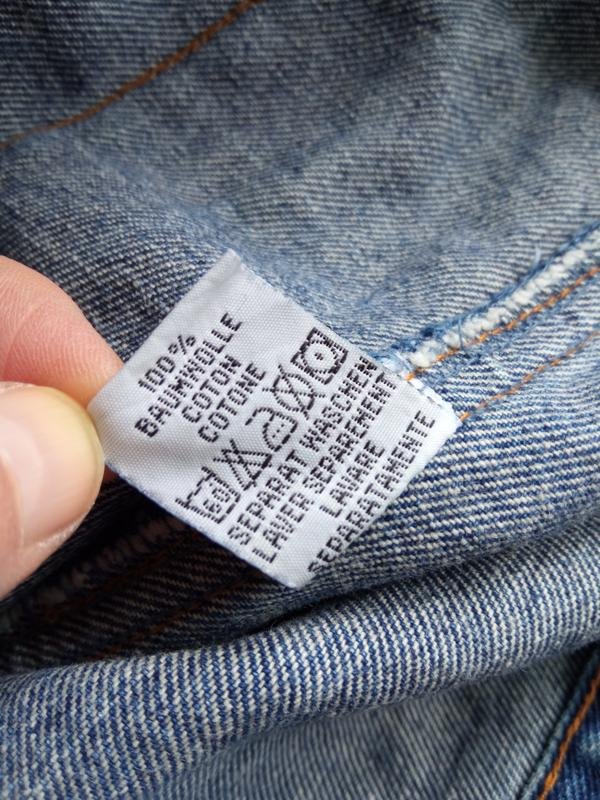 100%
BAUMWOLLE
COTON
COTONE
SEPARAT WASCHEN
LAVER SEPAREMENT
LAVARE
SEPARATAMENTE